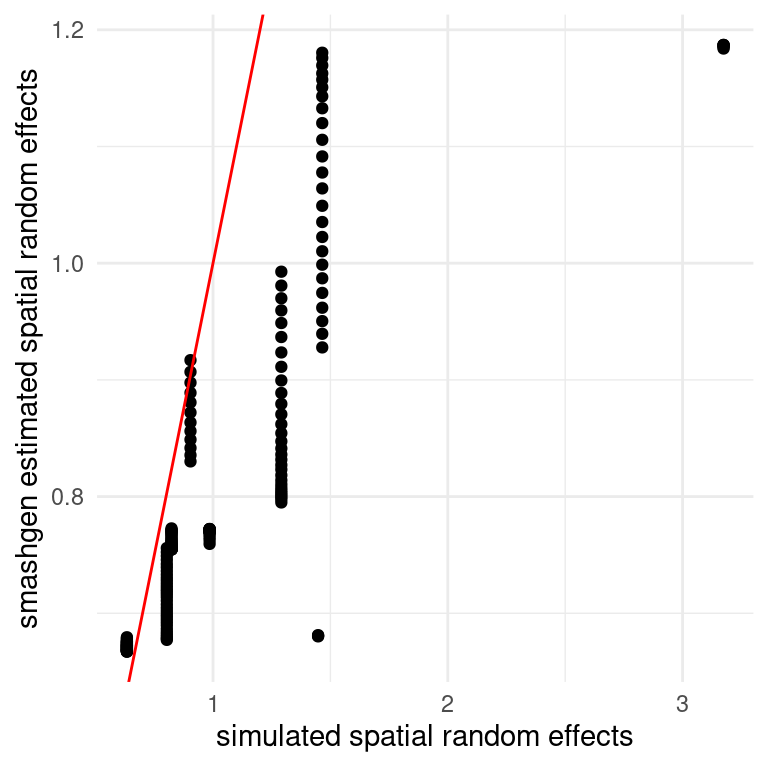 1.2
1.0
0.8
smashgen estimated spatial random effects
1 2 3
simulated spatial random effects